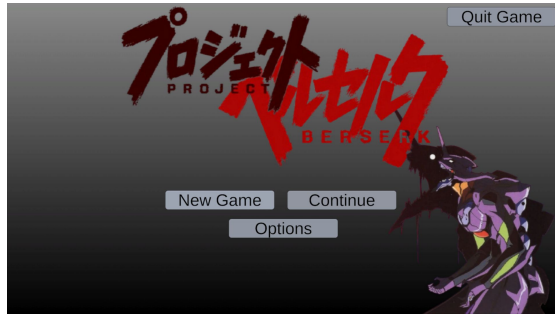 Quit Game
プロジェクト
PROJECT
ベルセルク
BERSERK
New Game Continue
Options